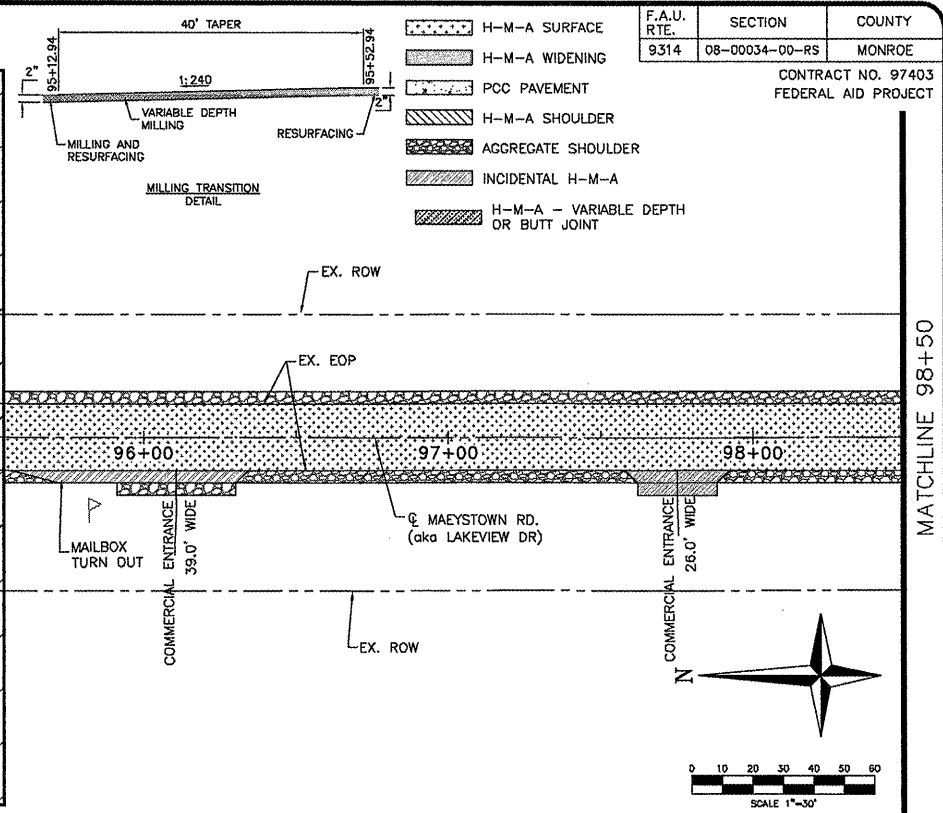 40' TAPER
95+12.94
95+52.94
2"
1:240
2"
VARIABLE DEPTH
MILLING
RESURFACING
MILLING AND
RESURFACING
MILLING TRANSITION
DETAIL
H-M-A SURFACE
H-M-A WIDENING
PCC PAVEMENT
H-M-A SHOULDER
AGGREGATE SHOULDER
INCIDENTAL H-M-A
H-M-A - VARIABLE DEPTH
OR BUTT JOINT
F.A.U. RTE. SECTION COUNTY
9314 08-00034-00-RS MONROE
CONTRACT NO. 97403
FEDERAL AID PROJECT
EX. ROW
EX. EOP
96+00 97+00 98+00
MATCHLINE 98+50
MAILBOX
TURN OUT
COMMERCIAL ENTRANCE
39.0' WIDE
℄ MAEYSTOWN RD.
(aka LAKEVIEW DR)
COMMERCIAL ENTRANCE
26.0' WIDE
EX. ROW
N
0 10 20 30 40 50 60
SCALE 1"=30'